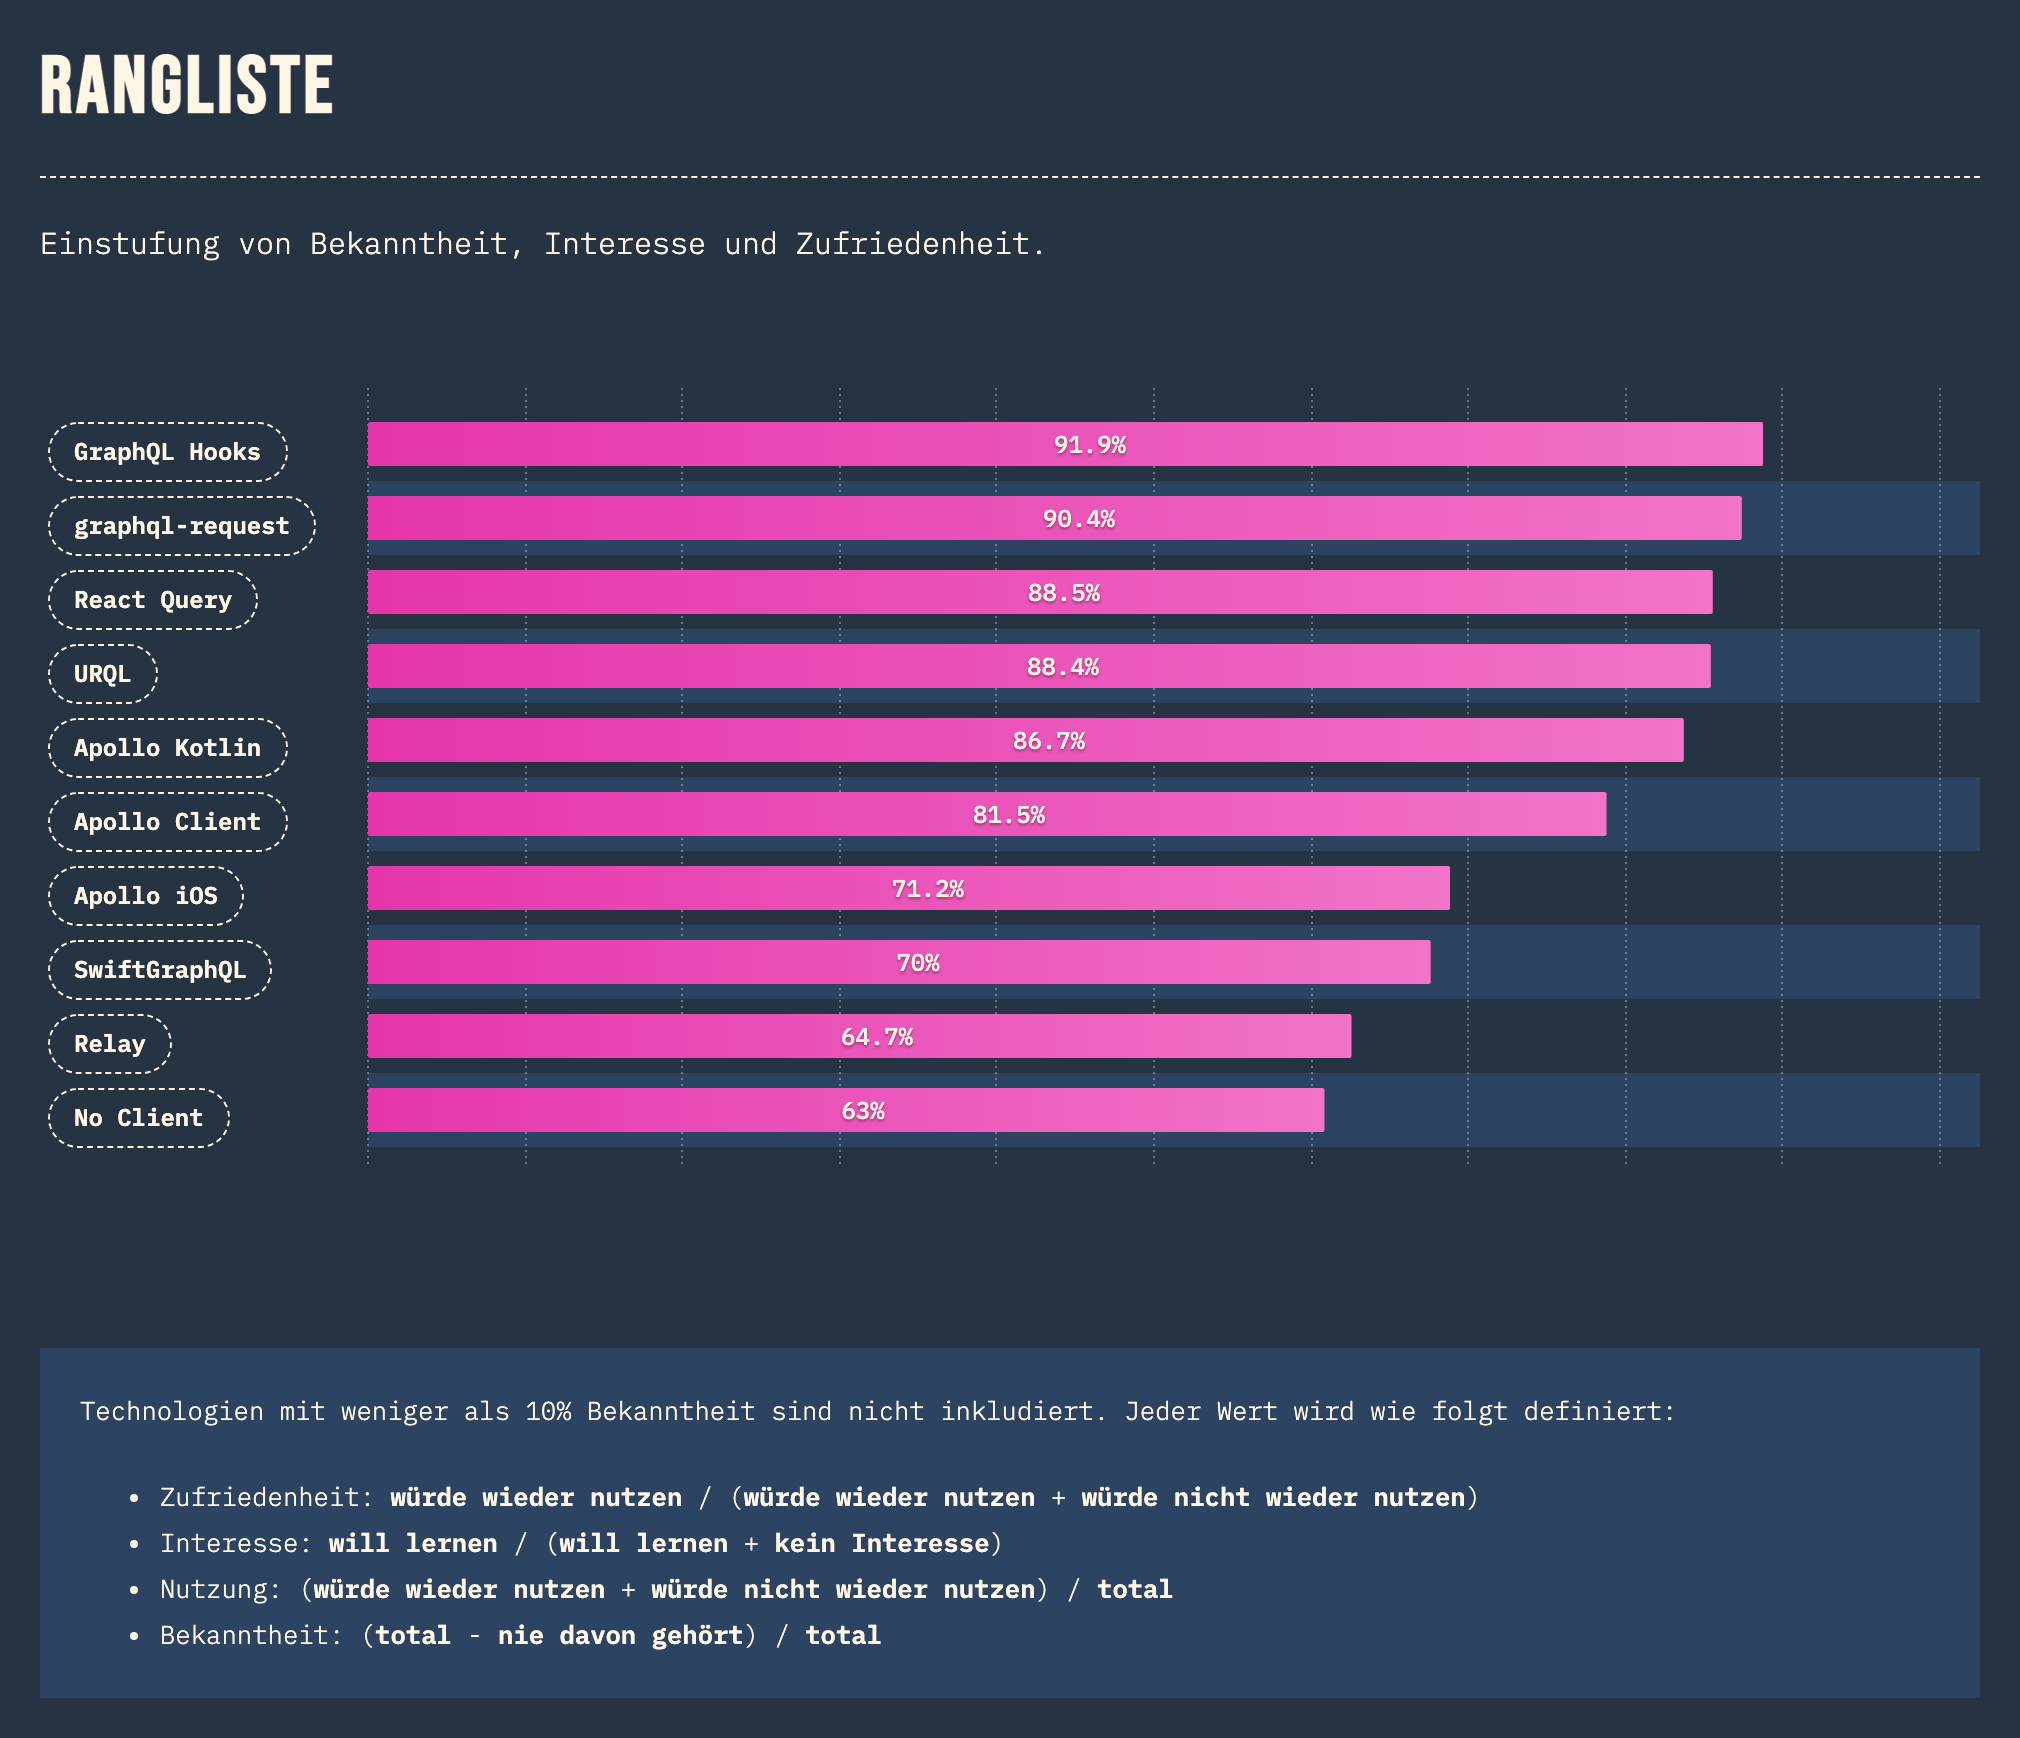 RANGLISTE
Einstufung von Bekanntheit, Interesse und Zufriedenheit.
GraphQL Hooks 91.9%
graphql-request 90.4%
React Query 88.5%
URQL 88.4%
Apollo Kotlin 86.7%
Apollo Client 81.5%
Apollo iOS 71.2%
SwiftGraphQL 70%
Relay 64.7%
No Client 63%
Technologien mit weniger als 10% Bekanntheit sind nicht inkludiert. Jeder Wert wird wie folgt definiert:
• Zufriedenheit: würde wieder nutzen / (würde wieder nutzen + würde nicht wieder nutzen)
• Interesse: will lernen / (will lernen + kein Interesse)
• Nutzung: (würde wieder nutzen + würde nicht wieder nutzen) / total
• Bekanntheit: (total - nie davon gehört) / total